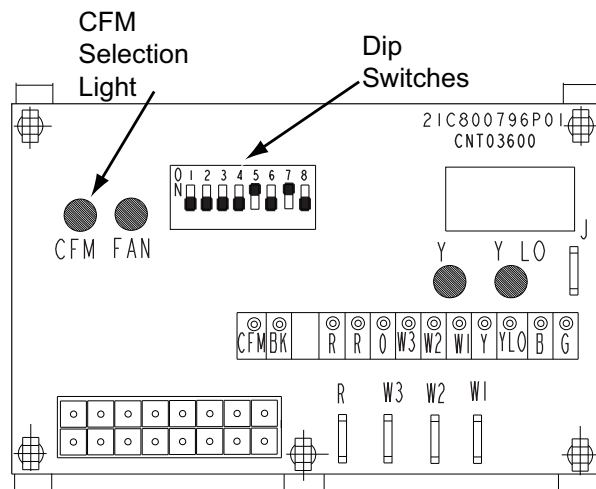 CFM
Selection
Light
Dip
Switches
21C800796P01
CNT03600
O
N
1 2 3 4 5 6 7 8
CFM FAN
J
Y Y LO
CFM BK R R O W3 W2 W1 Y YLO B G
R W3 W2 W1